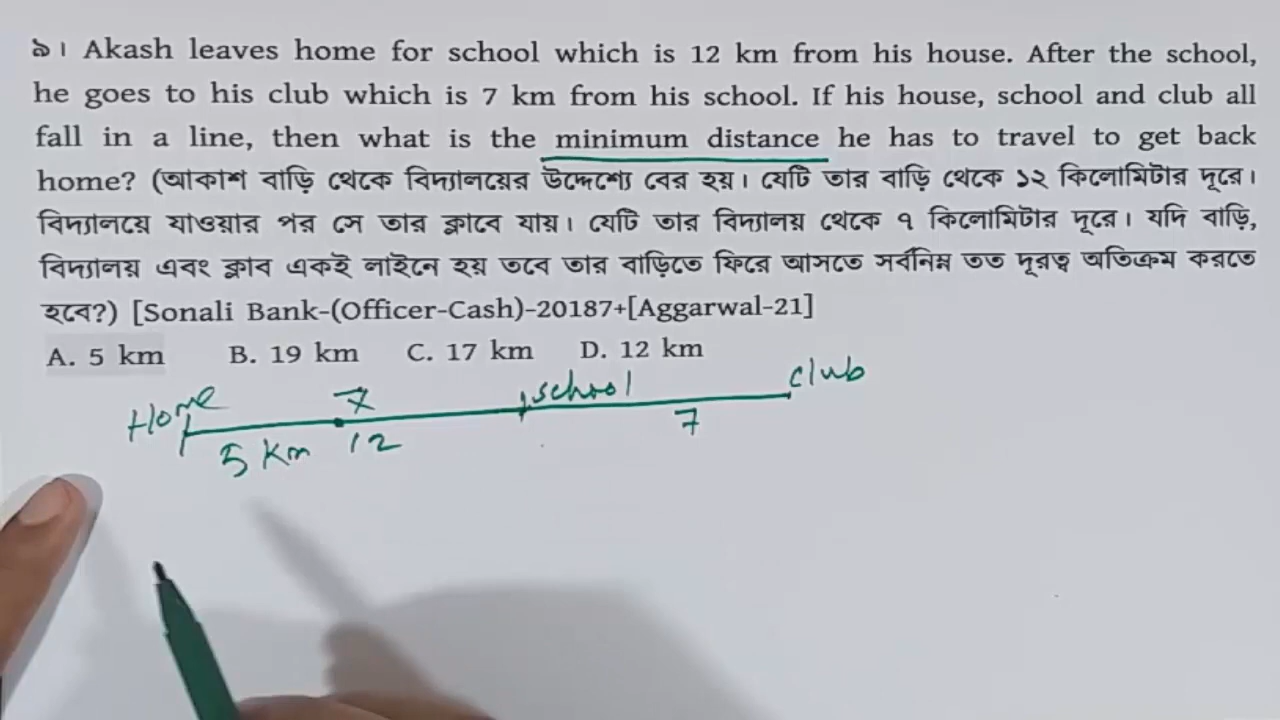 ৯। Akash leaves home for school which is 12 km from his house. After the school,
he goes to his club which is 7 km from his school. If his house, school and club all
fall in a line, then what is the minimum distance he has to travel to get back
home? (আকাশ বাড়ি থেকে বিদ্যালয়ের উদ্দেশ্যে বের হয়। যেটি তার বাড়ি থেকে ১২ কিলোমিটার দূরে।
বিদ্যালয়ে যাওয়ার পর সে তার ক্লাবে যায়। যেটি তার বিদ্যালয় থেকে ৭ কিলোমিটার দূরে। যদি বাড়ি,
বিদ্যালয় এবং ক্লাব একই লাইনে হয় তবে তার বাড়িতে ফিরে আসতে সর্বনিম্ন তত দূরত্ব অতিক্রম করতে
হবে?) [Sonali Bank-(Officer-Cash)-20187+[Aggarwal-21]
A. 5 km B. 19 km C. 17 km D. 12 km
Home 7 school club
5 Km 12 7